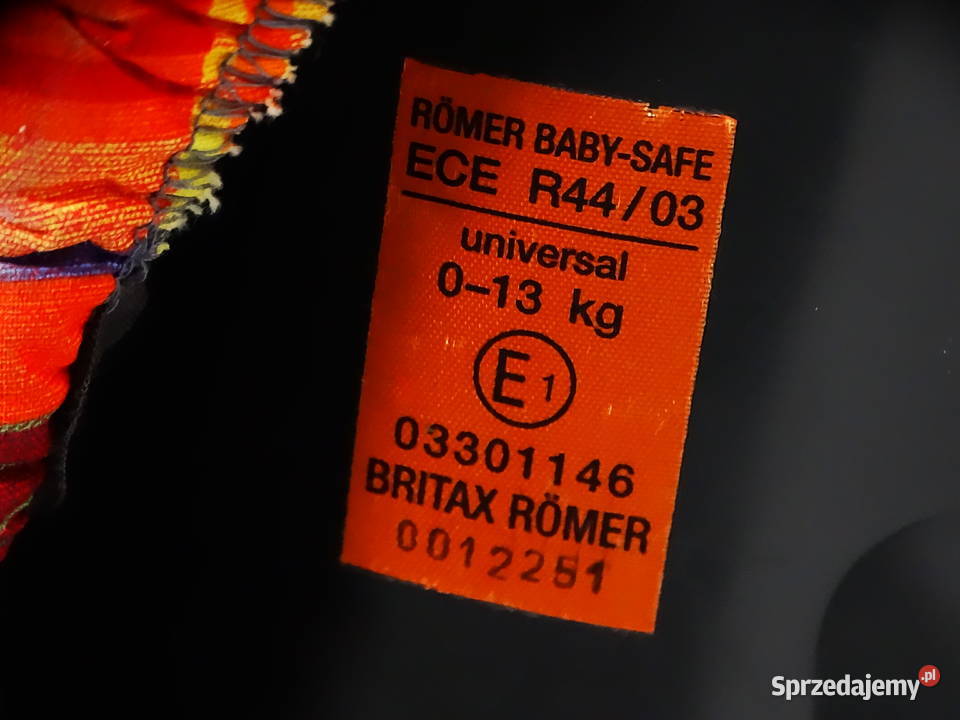 RÖMER BABY-SAFE
ECE R44/03
universal
0-13 kg
E1
03301146
BRITAX RÖMER
0012251
Sprzedajemy.pl